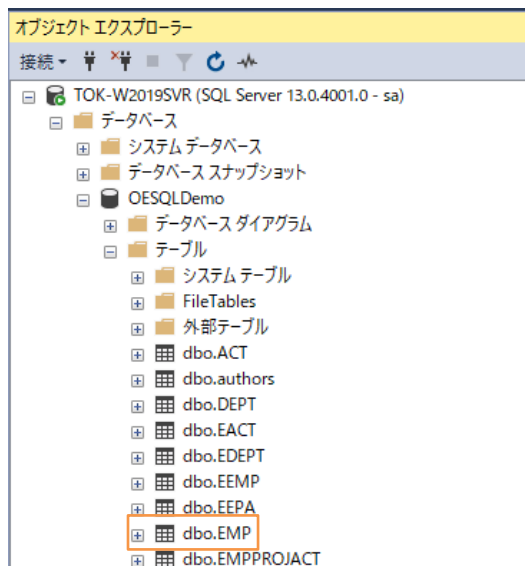 オブジェクト エクスプローラー
接続
TOK-W2019SVR (SQL Server 13.0.4001.0 - sa)
データベース
システム データベース
データベース スナップショット
OESQLDemo
データベース ダイアグラム
テーブル
システム テーブル
FileTables
外部テーブル
dbo.ACT
dbo.authors
dbo.DEPT
dbo.EACT
dbo.EDEPT
dbo.EEMP
dbo.EEPA
dbo.EMP
dbo.EMPPROJACT